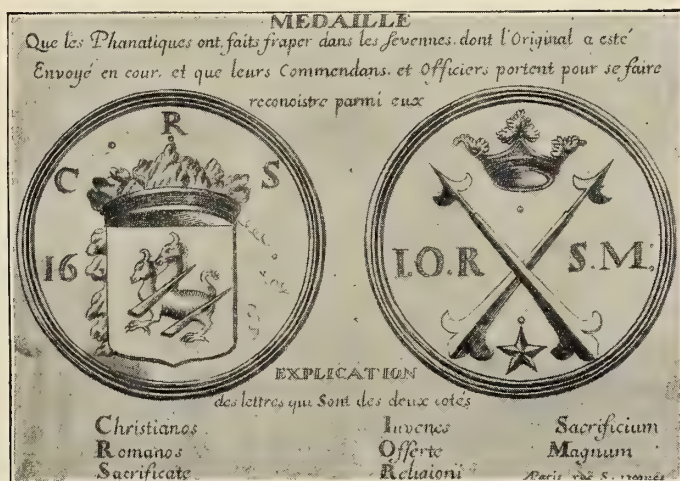 MEDAILLE
Que les Phanatiques ont faits fraper dans les sevennes. dont l'Original a esté
Envoyé en cour. et que leurs Commendans. et Officiers portent pour se faire
reconoistre parmi eux
R
C S
16
I.O.R S.M.
EXPLICATION
des lettres qui Sont des deux cotés
Christianos Iuvenes Sacrificium
Romanos Offerte Magnum
Sacrificate Religioni